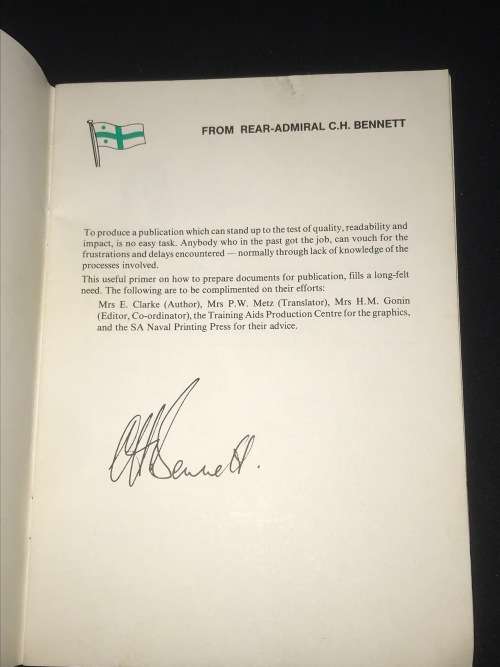 FROM REAR-ADMIRAL C.H. BENNETT
To produce a publication which can stand up to the test of quality, readability and
impact, is no easy task. Anybody who in the past got the job, can vouch for the
frustrations and delays encountered — normally through lack of knowledge of the
processes involved.
This useful primer on how to prepare documents for publication, fills a long-felt
need. The following are to be complimented on their efforts:
Mrs E. Clarke (Author), Mrs P.W. Metz (Translator), Mrs H.M. Gonin
(Editor, Co-ordinator), the Training Aids Production Centre for the graphics,
and the SA Naval Printing Press for their advice.
CHBennett.